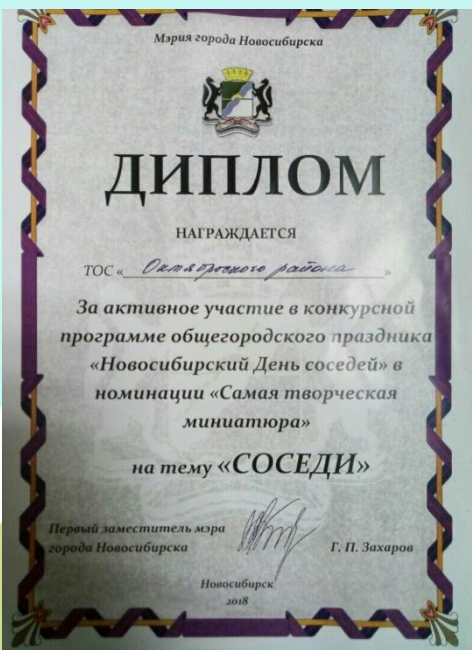 Мэрия города Новосибирска
ДИПЛОМ
НАГРАЖДАЕТСЯ
ТОС « Октябрьского района »
За активное участие в конкурсной
программе общегородского праздника
«Новосибирский День соседей» в
номинации «Самая творческая
миниатюра»
на тему «СОСЕДИ»
Первый заместитель мэра
города Новосибирска Г. П. Захаров
Новосибирск
2018